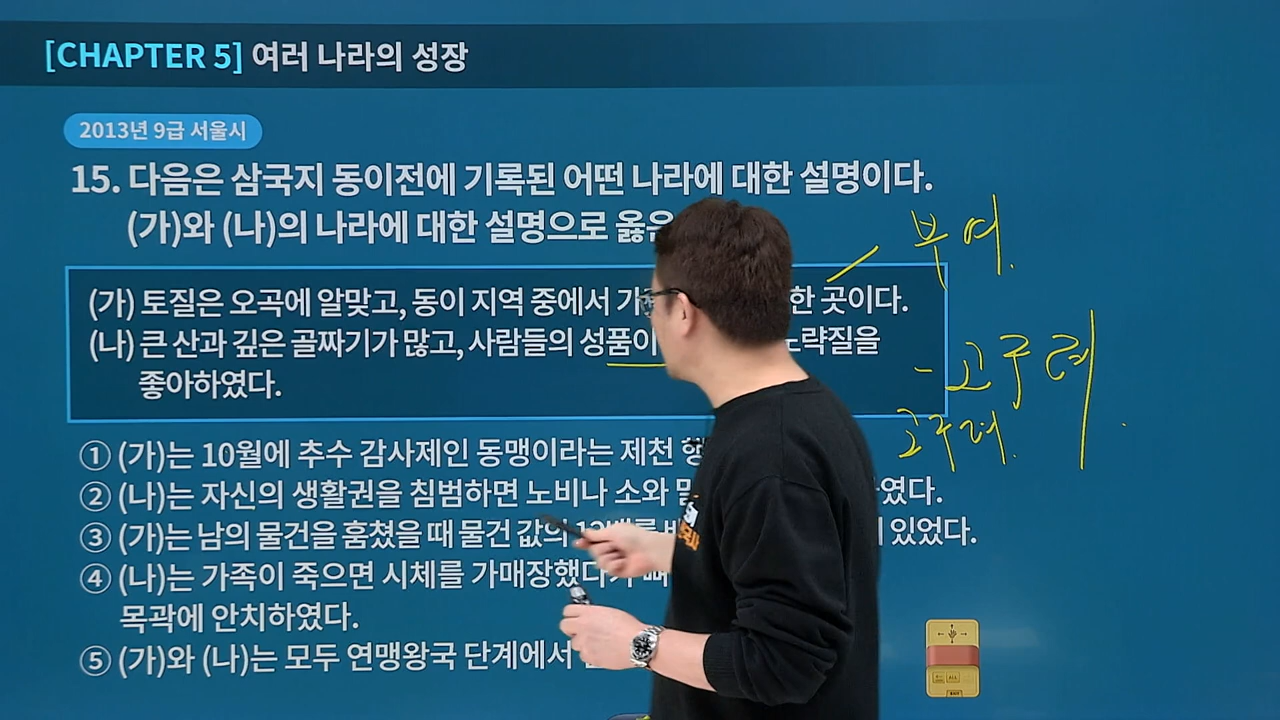 [CHAPTER 5] 여러 나라의 성장
2013년 9급 서울시
15. 다음은 삼국지 동이전에 기록된 어떤 나라에 대한 설명이다.
(가)와 (나)의 나라에 대한 설명으로 옳은
부여.
(가) 토질은 오곡에 알맞고, 동이 지역 중에서 한 곳이다.
(나) 큰 산과 깊은 골짜기가 많고, 사람들의 성품이 노략질을
- 고구려
좋아하였다.
고구려.
① (가)는 10월에 추수 감사제인 동맹이라는 제천
② (나)는 자신의 생활권을 침범하면 노비나 소와
③ (가)는 남의 물건을 훔쳤을 때 물건 값의 12배를 있었다.
④ (나)는 가족이 죽으면 시체를 가매장했다가
목곽에 안치하였다.
⑤ (가)와 (나)는 모두 연맹왕국 단계에서
ALL